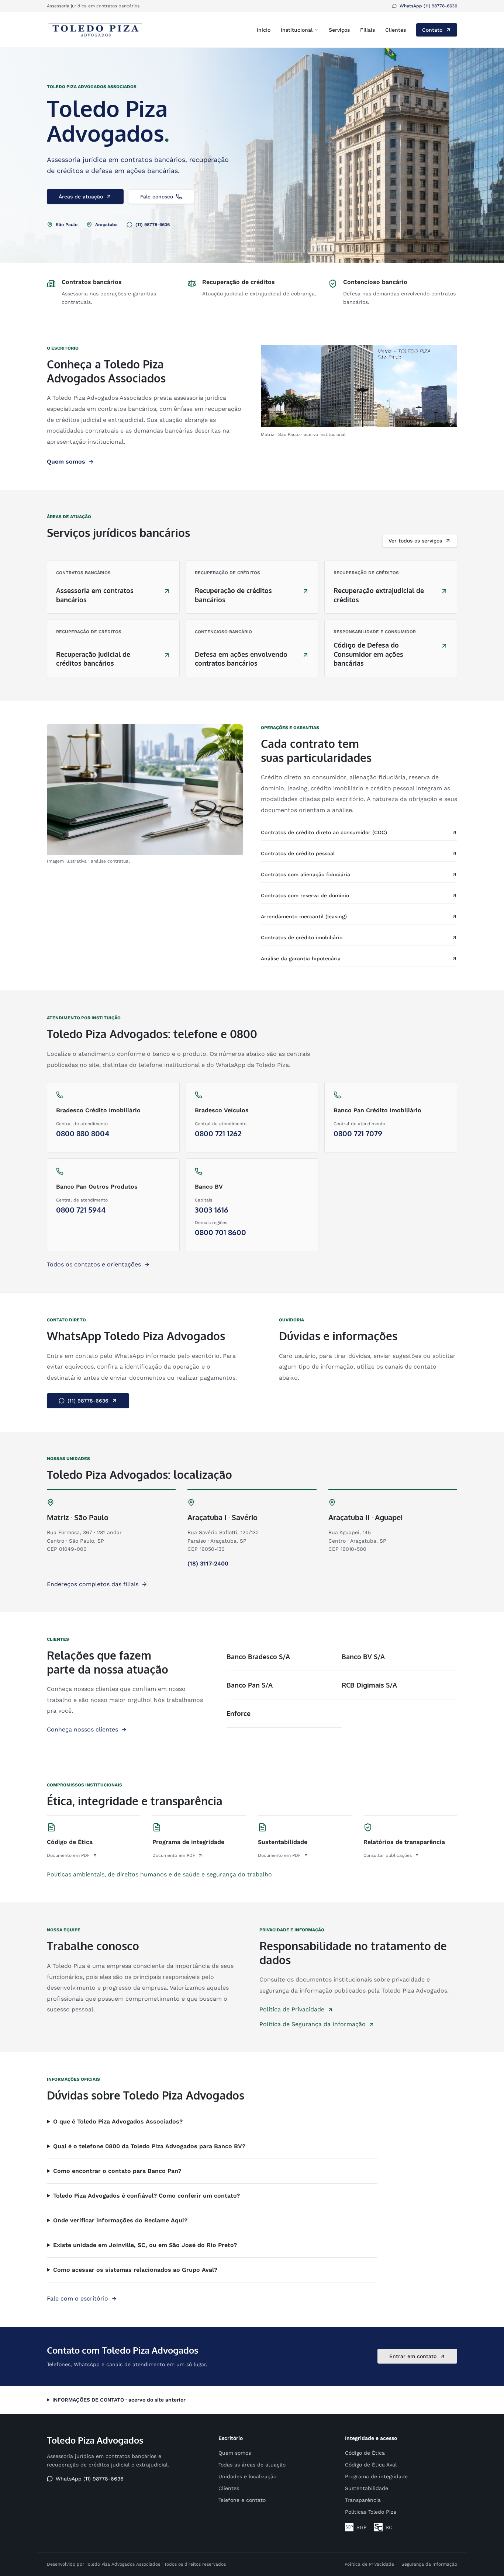 Assessoria jurídica em contratos bancários
WhatsApp (11) 98778-6636
TOLEDO PIZA
ADVOGADOS
Início
Institucional
Serviços
Filiais
Clientes
Contato
TOLEDO PIZA ADVOGADOS ASSOCIADOS
Toledo Piza
Advogados.
Assessoria jurídica em contratos bancários, recuperação
de créditos e defesa em ações bancárias.
Áreas de atuação
Fale conosco
São Paulo
Araçatuba
(11) 98778-6636
Contratos bancários
Assessoria nas operações e garantias
contratuais.
Recuperação de créditos
Atuação judicial e extrajudicial de cobrança.
Contencioso bancário
Defesa nas demandas envolvendo contratos
bancários.
O ESCRITÓRIO
Conheça a Toledo Piza
Advogados Associados
A Toledo Piza Advogados Associados presta assessoria jurídica
especializada em contratos bancários, com ênfase em recuperação
de créditos judicial e extrajudicial. Sua atuação abrange as
modalidades contratuais e as demandas bancárias descritas na
apresentação institucional.
Quem somos
Matriz – TOLEDO PIZA
São Paulo
Matriz · São Paulo · acervo institucional
ÁREAS DE ATUAÇÃO
Serviços jurídicos bancários
Ver todos os serviços
CONTRATOS BANCÁRIOS
Assessoria em contratos
bancários
RECUPERAÇÃO DE CRÉDITOS
Recuperação de créditos
bancários
RECUPERAÇÃO DE CRÉDITOS
Recuperação extrajudicial de
créditos
RECUPERAÇÃO DE CRÉDITOS
Recuperação judicial de
créditos bancários
CONTENCIOSO BANCÁRIO
Defesa em ações envolvendo
contratos bancários
RESPONSABILIDADE E CONSUMIDOR
Código de Defesa do
Consumidor em ações
bancárias
Imagem ilustrativa · análise contratual
OPERAÇÕES E GARANTIAS
Cada contrato tem
suas particularidades
Crédito direto ao consumidor, alienação fiduciária, reserva de
domínio, leasing, crédito imobiliário e crédito pessoal integram as
modalidades citadas pelo escritório. A natureza da obrigação e seus
documentos orientam a análise.
Contratos de crédito direto ao consumidor (CDC)
Contratos de crédito pessoal
Contratos com alienação fiduciária
Contratos com reserva de domínio
Arrendamento mercantil (leasing)
Contratos de crédito imobiliário
Análise da garantia hipotecária
ATENDIMENTO POR INSTITUIÇÃO
Toledo Piza Advogados: telefone e 0800
Localize o atendimento conforme o banco e o produto. Os números abaixo são as centrais
publicadas no site, distintas do telefone institucional e do WhatsApp da Toledo Piza.
Bradesco Crédito Imobiliário
Central de atendimento
0800 880 8004
Bradesco Veículos
Central de atendimento
0800 721 1262
Banco Pan Crédito Imobiliário
Central de atendimento
0800 721 7079
Banco Pan Outros Produtos
Central de atendimento
0800 721 5944
Banco BV
Capitais
3003 1616
Demais regiões
0800 701 8600
Todos os contatos e orientações
CONTATO DIRETO
WhatsApp Toledo Piza Advogados
Entre em contato pelo WhatsApp informado pelo escritório. Para
evitar equívocos, confira a identificação da operação e o
destinatário antes de enviar documentos ou realizar pagamentos.
(11) 98778-6636
OUVIDORIA
Dúvidas e informações
Caro usuário, para tirar dúvidas, enviar sugestões ou solicitar
algum tipo de informação, utilize os canais de contato
abaixo.
NOSSAS UNIDADES
Toledo Piza Advogados: localização
Matriz · São Paulo
Rua Formosa, 367 · 28º andar
Centro · São Paulo, SP
CEP 01049-000
Araçatuba I · Savério
Rua Savério Safiotti, 120/132
Paraíso · Araçatuba, SP
CEP 16050-130
(18) 3117-2400
Araçatuba II · Aguapei
Rua Aguapei, 145
Centro · Araçatuba, SP
CEP 16010-500
Endereços completos das filiais
CLIENTES
Relações que fazem
parte da nossa atuação
Conheça nossos clientes que confiam em nosso
trabalho e são nosso maior orgulho! Nós trabalhamos
pra você.
Conheça nossos clientes
Banco Bradesco S/A
Banco BV S/A
Banco Pan S/A
RCB Digimais S/A
Enforce
COMPROMISSOS INSTITUCIONAIS
Ética, integridade e transparência
Código de Ética
Documento em PDF
Programa de integridade
Documento em PDF
Sustentabilidade
Documento em PDF
Relatórios de transparência
Consultar publicações
Políticas ambientais, de direitos humanos e de saúde e segurança do trabalho
NOSSA EQUIPE
Trabalhe conosco
A Toledo Piza é uma empresa consciente da importância de seus
funcionários, pois eles são os principais responsáveis pelo
desenvolvimento e progresso da empresa. Valorizamos aqueles
profissionais que possuem comprometimento e que buscam o
sucesso pessoal.
PRIVACIDADE E INFORMAÇÃO
Responsabilidade no tratamento de
dados
Consulte os documentos institucionais sobre privacidade e
segurança da informação publicados pela Toledo Piza Advogados.
Política de Privacidade
Política de Segurança da Informação
INFORMAÇÕES OFICIAIS
Dúvidas sobre Toledo Piza Advogados
O que é Toledo Piza Advogados Associados?
Qual é o telefone 0800 da Toledo Piza Advogados para Banco BV?
Como encontrar o contato para Banco Pan?
Toledo Piza Advogados é confiável? Como conferir um contato?
Onde verificar informações do Reclame Aqui?
Existe unidade em Joinville, SC, ou em São José do Rio Preto?
Como acessar os sistemas relacionados ao Grupo Aval?
Fale com o escritório
Contato com Toledo Piza Advogados
Telefones, WhatsApp e canais de atendimento em um só lugar.
Entrar em contato
INFORMAÇÕES DE CONTATO · acervo do site anterior
Toledo Piza Advogados
Assessoria jurídica em contratos bancários e
recuperação de créditos judicial e extrajudicial.
WhatsApp (11) 98778-6636
Escritório
Quem somos
Todas as áreas de atuação
Unidades e localização
Clientes
Telefone e contato
Integridade e acesso
Código de Ética
Código de Ética Aval
Programa de integridade
Sustentabilidade
Transparência
Políticas Toledo Piza
SGP
SC
Desenvolvido por Toledo Piza Advogados Associados | Todos os direitos reservados
Política de Privacidade
Segurança da Informação